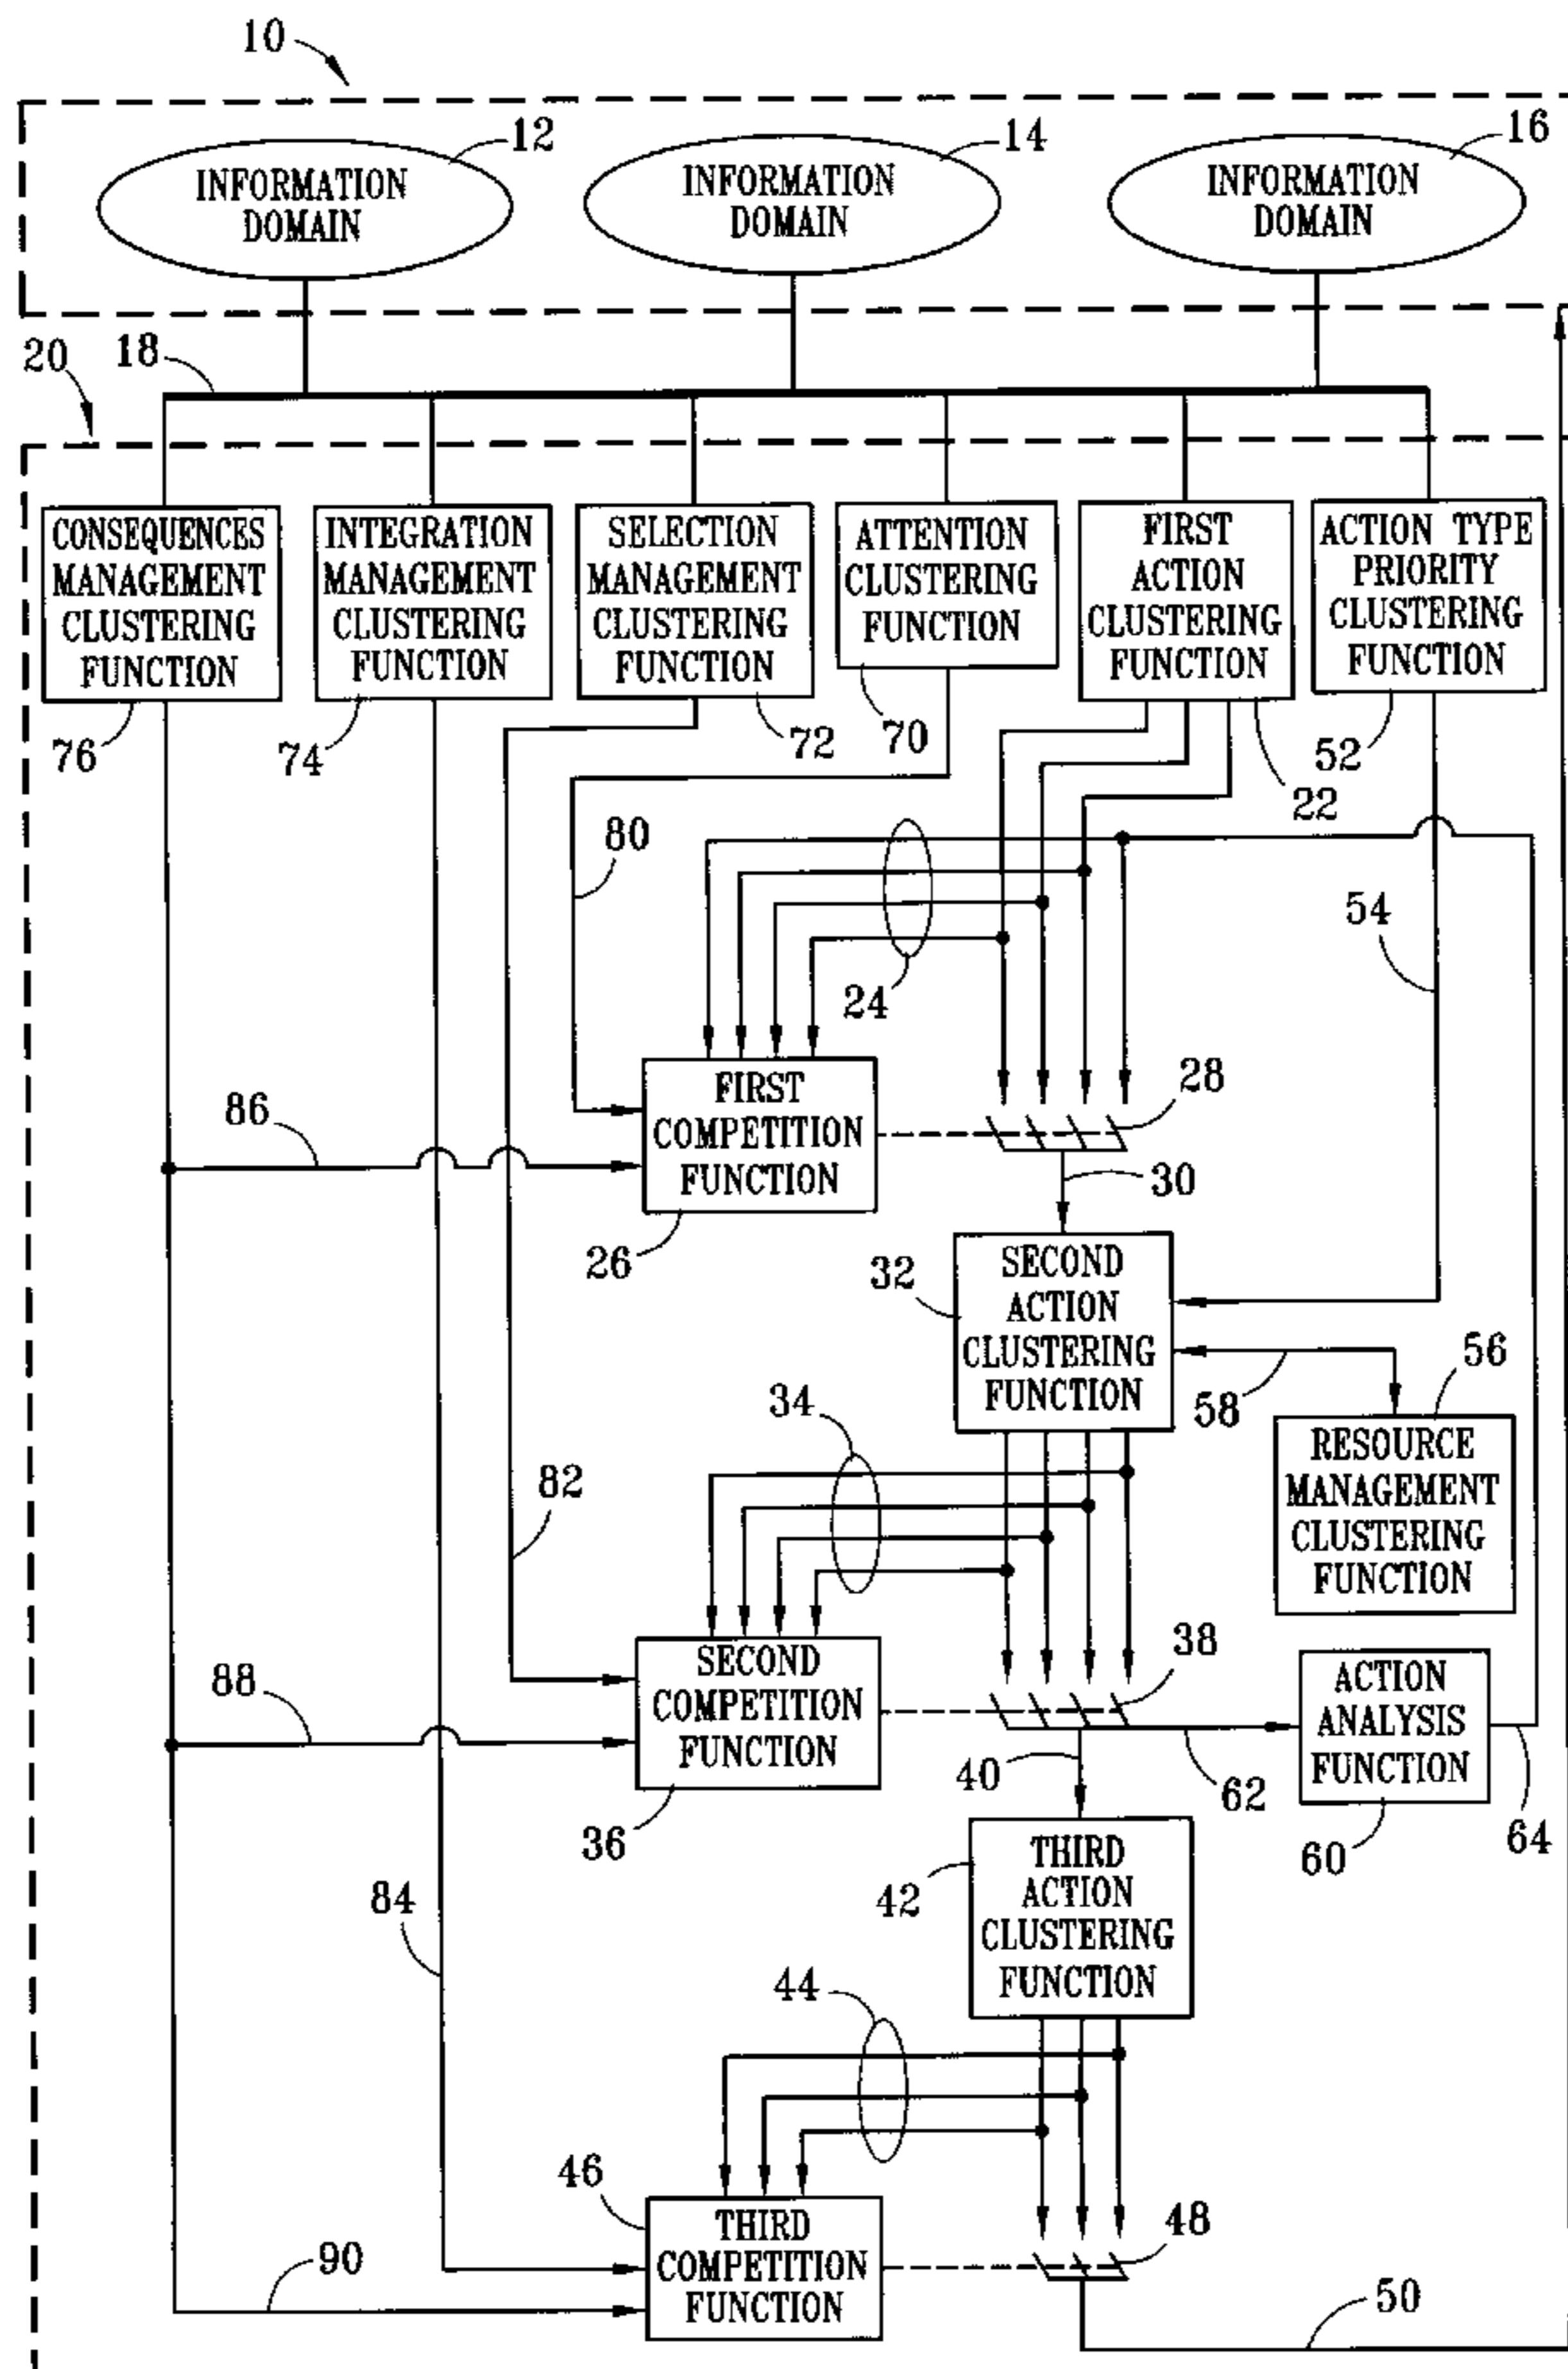 10
12
14
16
INFORMATION
DOMAIN
INFORMATION
DOMAIN
INFORMATION
DOMAIN
20
18
CONSEQUENCES
MANAGEMENT
CLUSTERING
FUNCTION
INTEGRATION
MANAGEMENT
CLUSTERING
FUNCTION
SELECTION
MANAGEMENT
CLUSTERING
FUNCTION
ATTENTION
CLUSTERING
FUNCTION
FIRST
ACTION
CLUSTERING
FUNCTION
ACTION TYPE
PRIORITY
CLUSTERING
FUNCTION
76
74
72
70
22
52
80
24
54
FIRST
COMPETITION
FUNCTION
28
86
26
30
32
SECOND
ACTION
CLUSTERING
FUNCTION
58
56
RESOURCE
MANAGEMENT
CLUSTERING
FUNCTION
34
82
SECOND
COMPETITION
FUNCTION
38
ACTION
ANALYSIS
FUNCTION
88
36
40
62
60
64
42
THIRD
ACTION
CLUSTERING
FUNCTION
84
44
46
THIRD
COMPETITION
FUNCTION
48
90
50